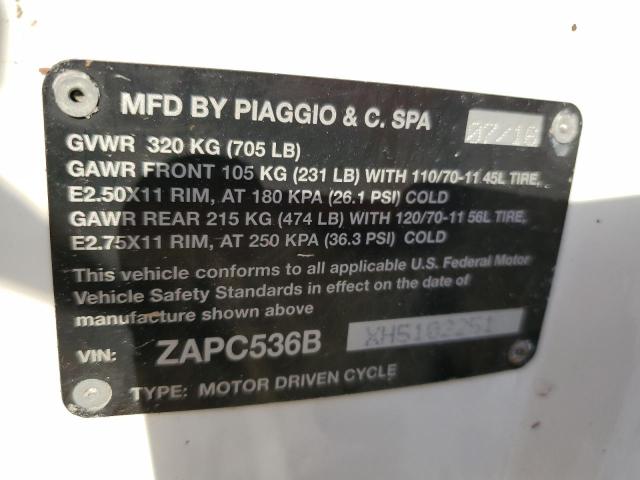 MFD BY PIAGGIO & C. SPA 07/16
GVWR 320 KG (705 LB)
GAWR FRONT 105 KG (231 LB) WITH 110/70-11 45L TIRE,
E2.50X11 RIM, AT 180 KPA (26.1 PSI) COLD
GAWR REAR 215 KG (474 LB) WITH 120/70-11 56L TIRE,
E2.75X11 RIM, AT 250 KPA (36.3 PSI) COLD
This vehicle conforms to all applicable U.S. Federal Motor
Vehicle Safety Standards in effect on the date of
manufacture shown above
VIN: ZAPC536B XH5102251
TYPE: MOTOR DRIVEN CYCLE